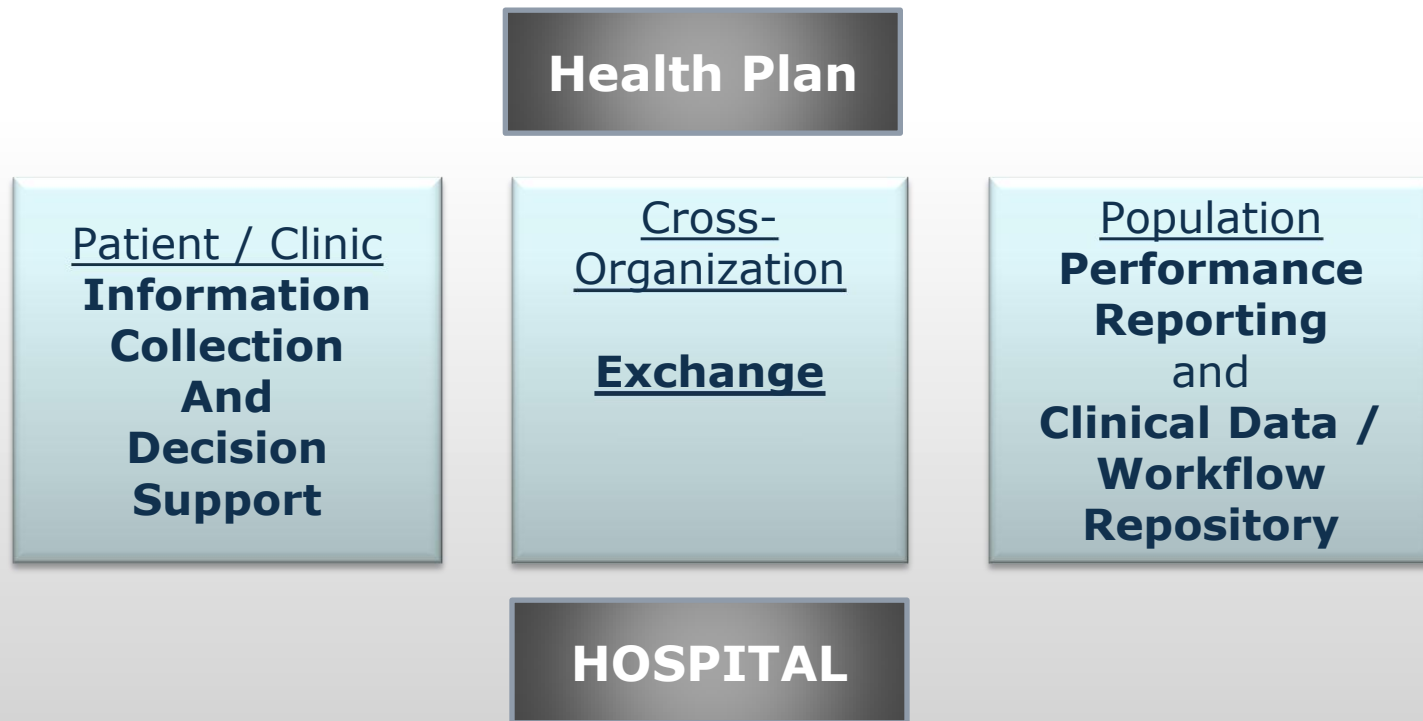 Health Plan
Patient / Clinic
Information
Collection
And
Decision
Support
Cross-
Organization
Exchange
Population
Performance
Reporting
and
Clinical Data /
Workflow
Repository
HOSPITAL